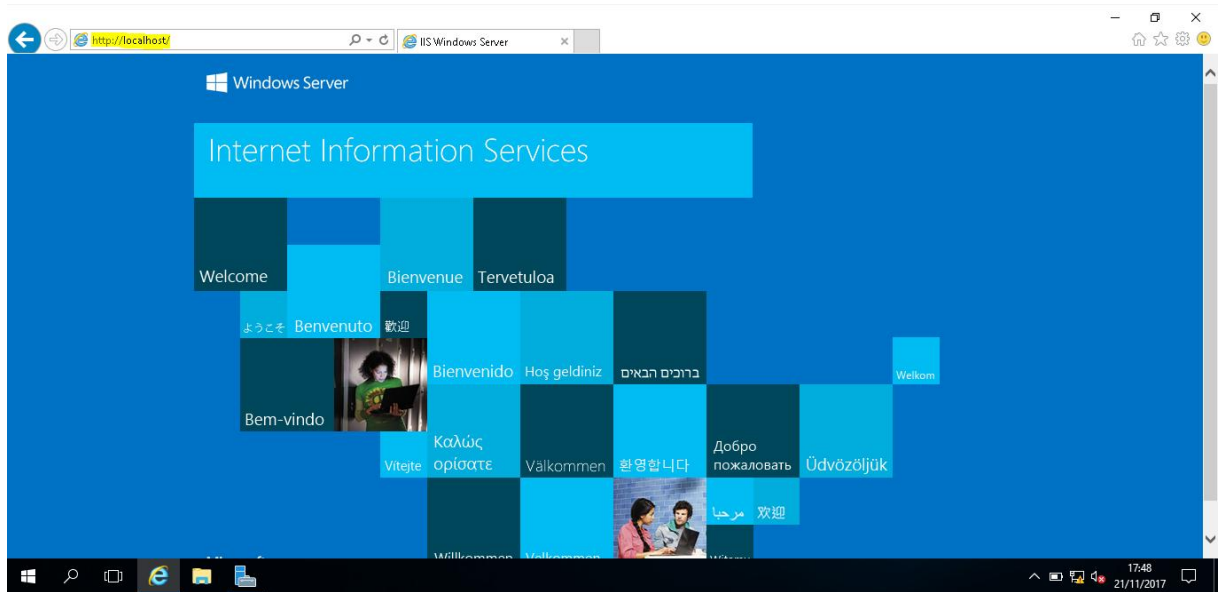 http://localhost/
IIS Windows Server
Windows Server
Internet Information Services
Welcome
Bienvenue
Tervetuloa
ようこそ
Benvenuto
歡迎
Bienvenido
Hoş geldiniz
ברוכים הבאים
Welkom
Bem-vindo
Vítejte
Καλώς
ορίσατε
Välkommen
환영합니다
Добро
пожаловать
Üdvözöljük
مرحبا
欢迎
Willkommen
Velkommen
17:48
21/11/2017